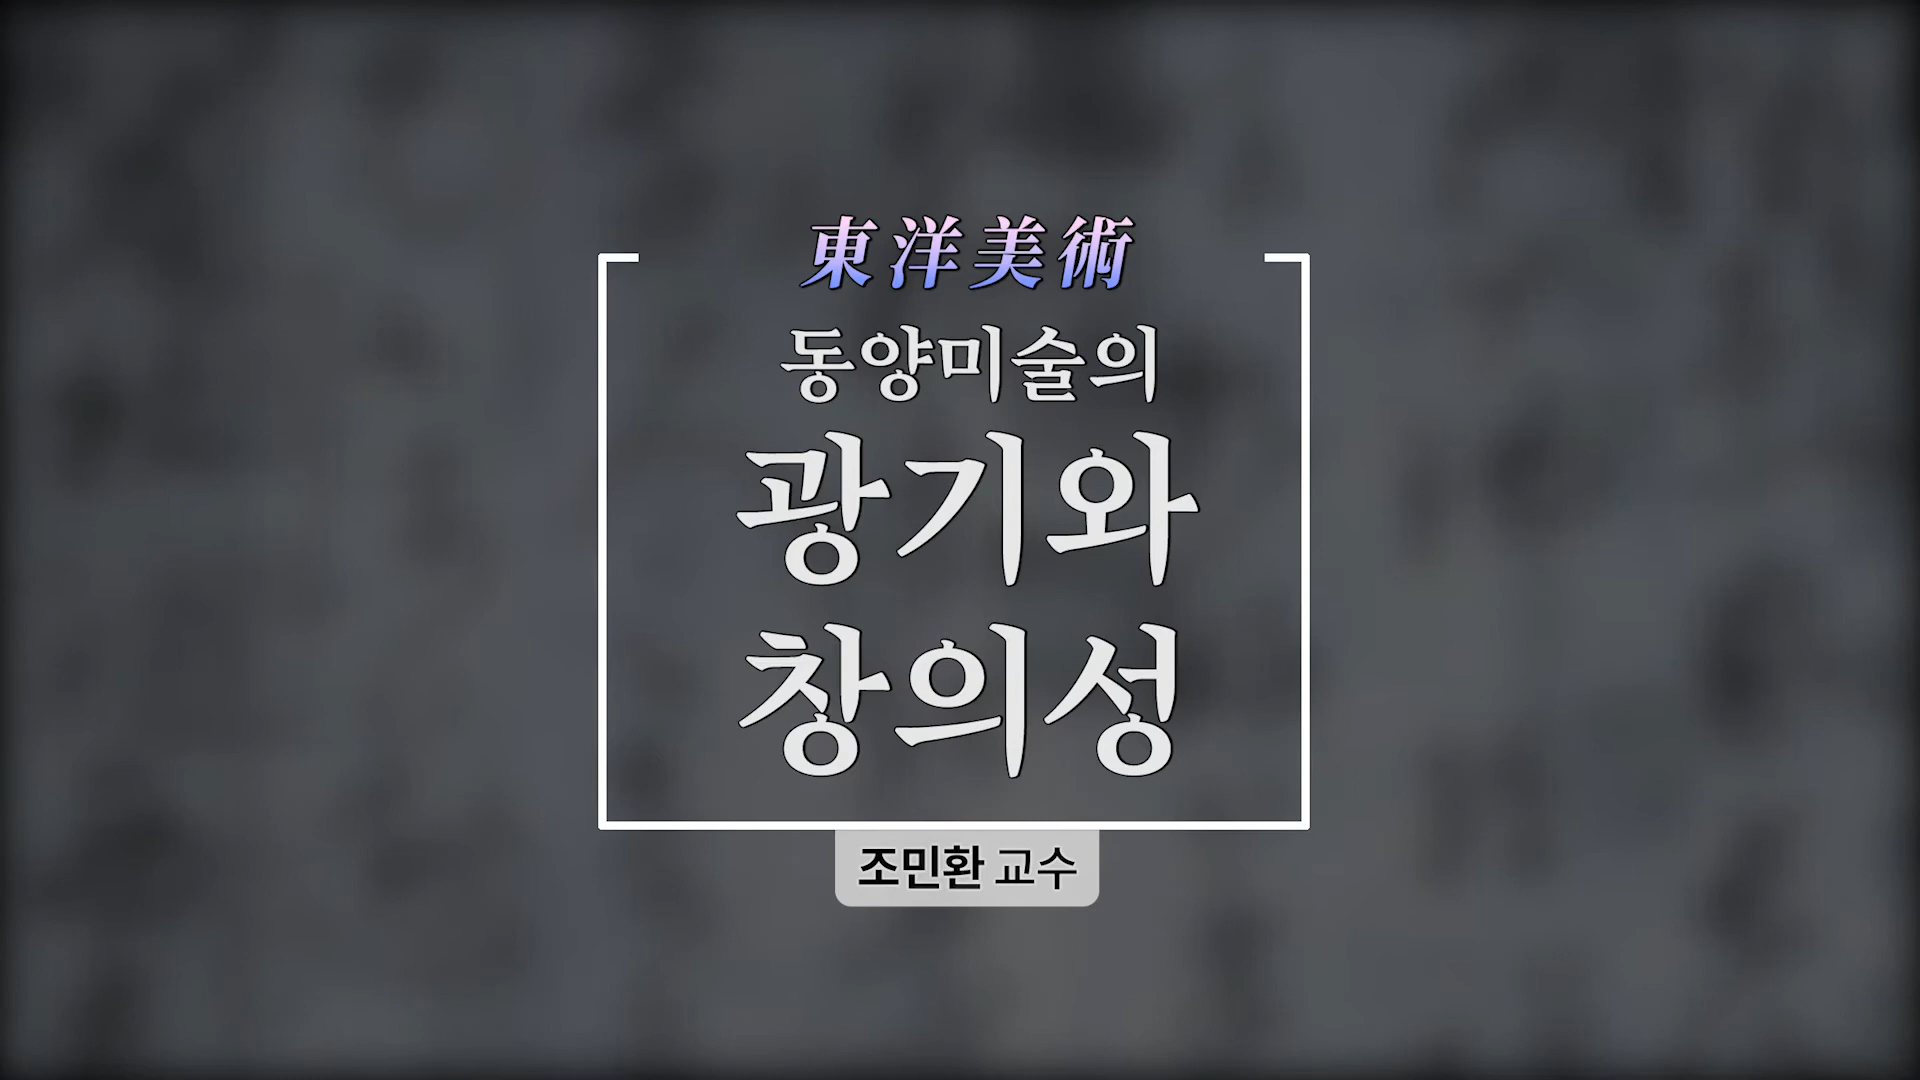 東洋美術
동양미술의
광기와
창의성
조민환 교수